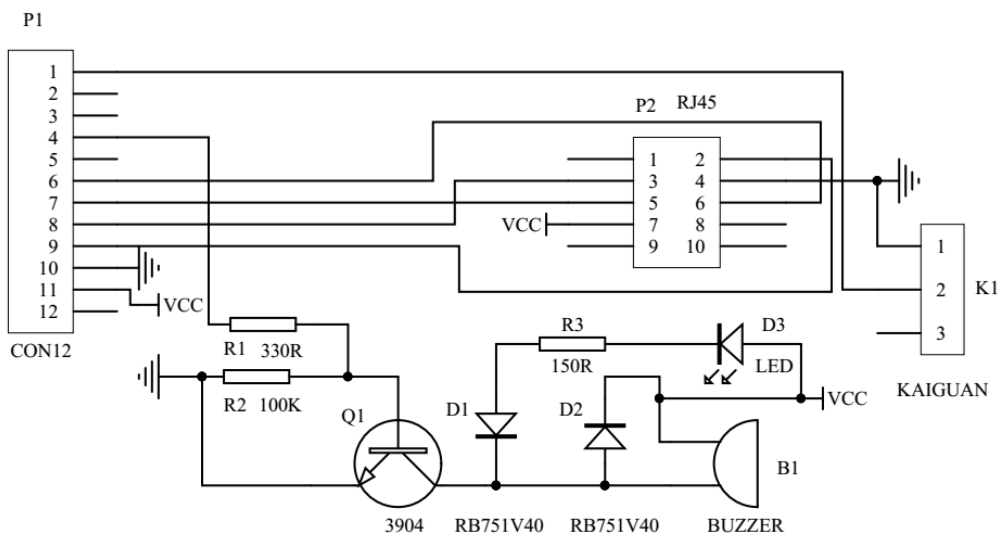 P1
1
2
3
4
5
6
7
8
9
10
11
12
CON12
VCC
P2 RJ45
1 2
3 4
5 6
7 8
9 10
VCC
1
2
3
K1
KAIGUAN
R1 330R
R2 100K
Q1
3904
R3
150R
D3
LED
VCC
D1
RB751V40
D2
RB751V40
B1
BUZZER